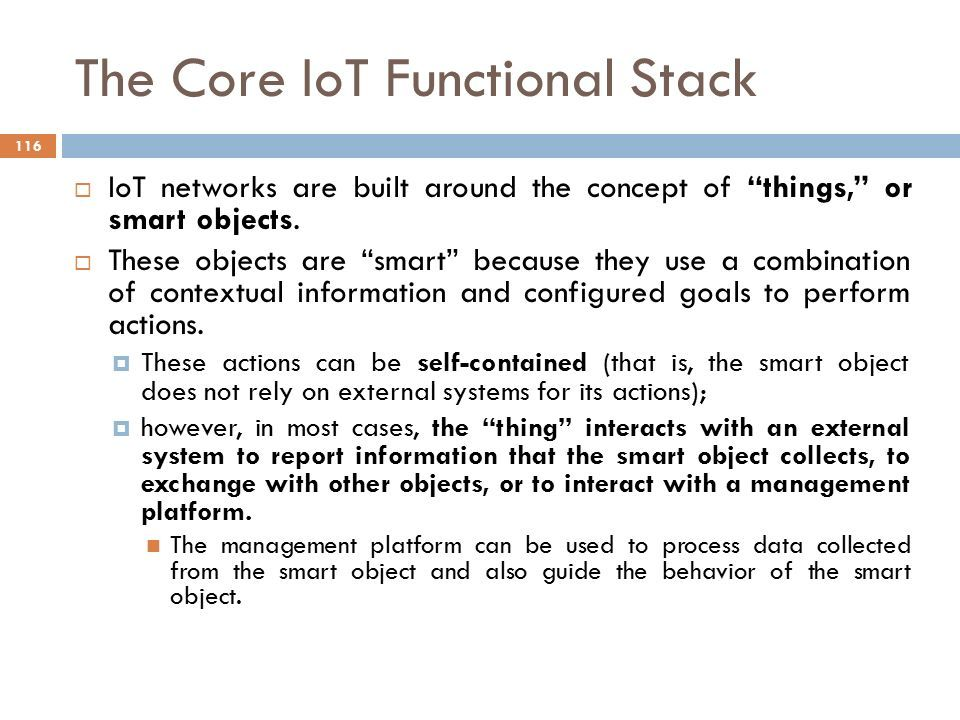 The Core IoT Functional Stack
116
IoT networks are built around the concept of “things,” or
smart objects.
These objects are “smart” because they use a combination
of contextual information and configured goals to perform
actions.
These actions can be self-contained (that is, the smart object
does not rely on external systems for its actions);
however, in most cases, the “thing” interacts with an external
system to report information that the smart object collects, to
exchange with other objects, or to interact with a management
platform.
The management platform can be used to process data collected
from the smart object and also guide the behavior of the smart
object.